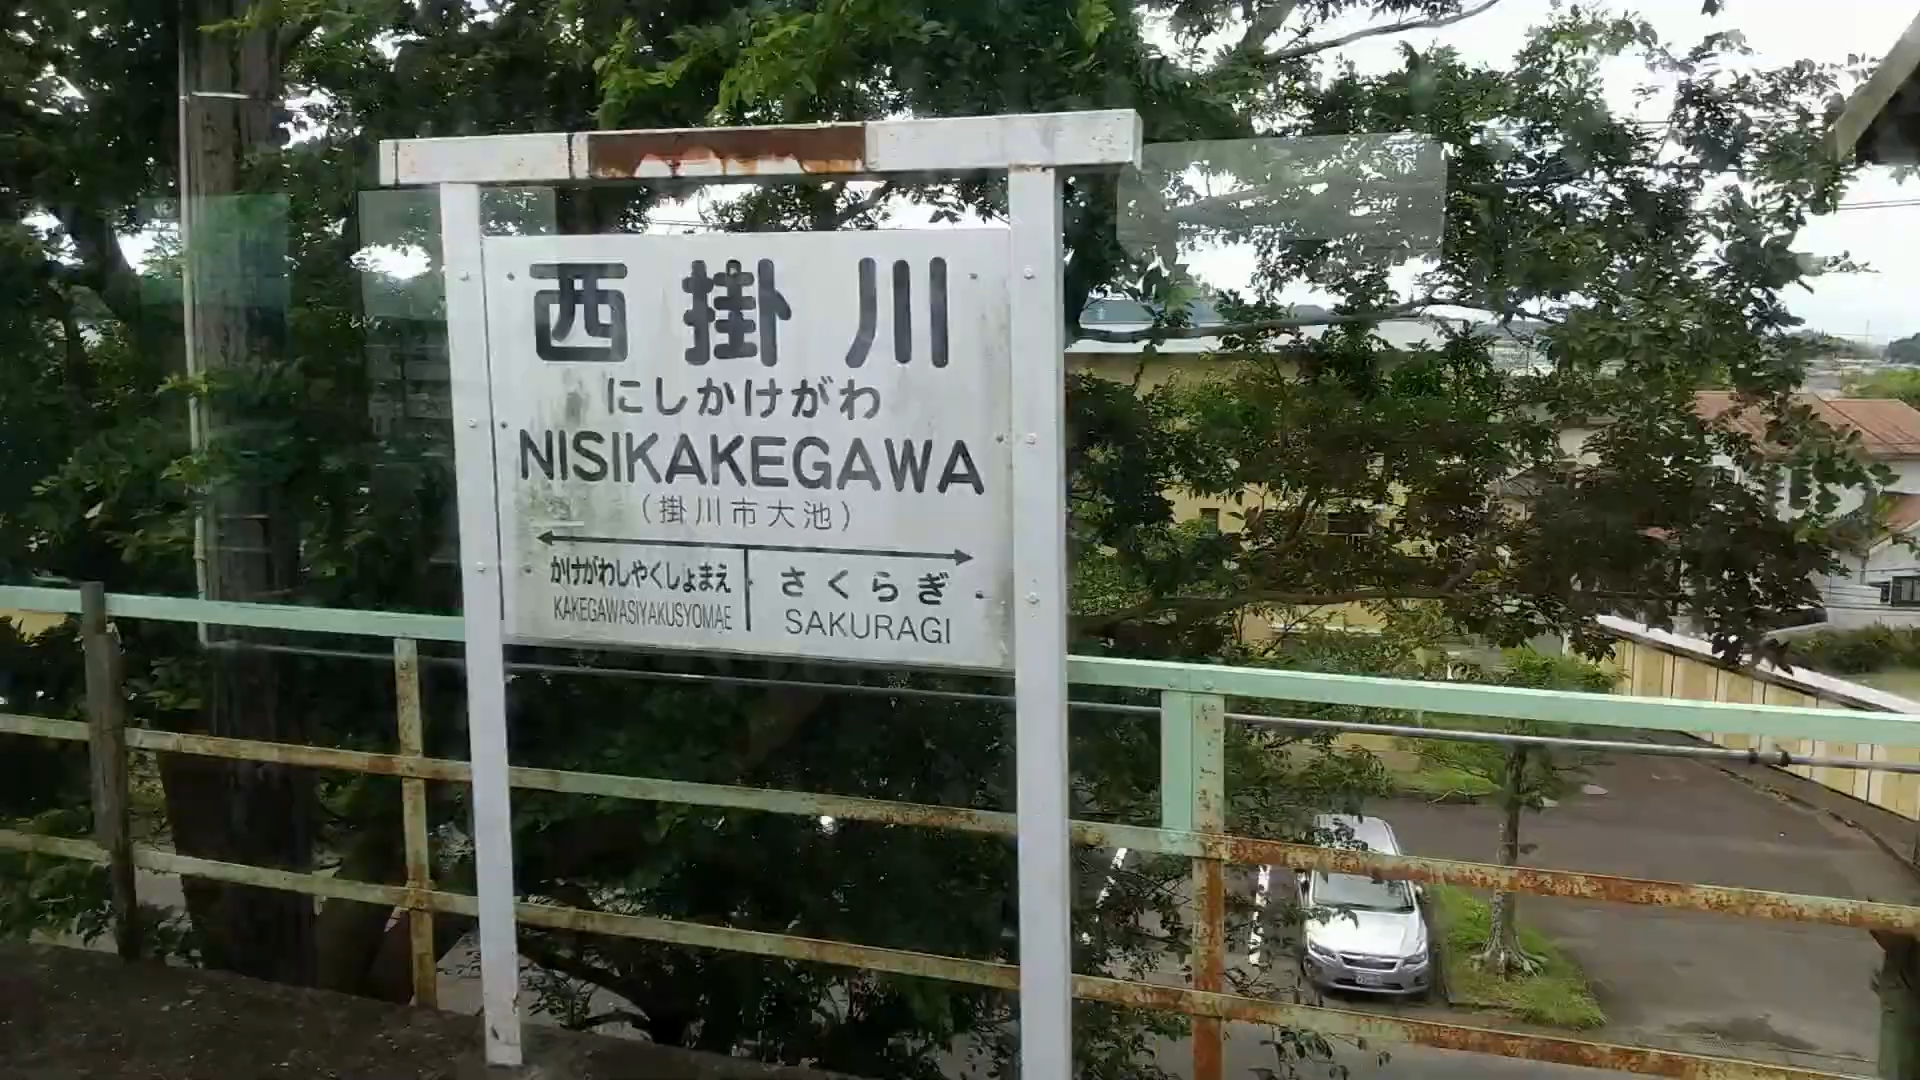 西掛川
にしかけがわ
NISIKAKEGAWA
(掛川市大池)
かけがわしやくしょまえ
KAKEGAWASIYAKUSYOMAE
さくらぎ
SAKURAGI